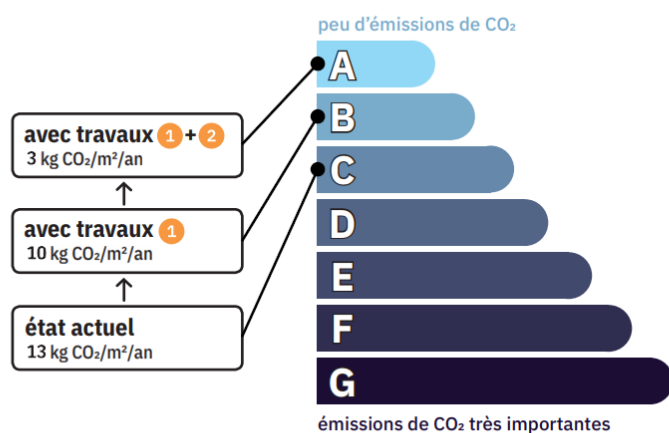 peu d'émissions de CO₂
A
B
C
D
E
F
G
émissions de CO₂ très importantes
avec travaux 1 + 2
3 kg CO₂/m²/an
avec travaux 1
10 kg CO₂/m²/an
état actuel
13 kg CO₂/m²/an